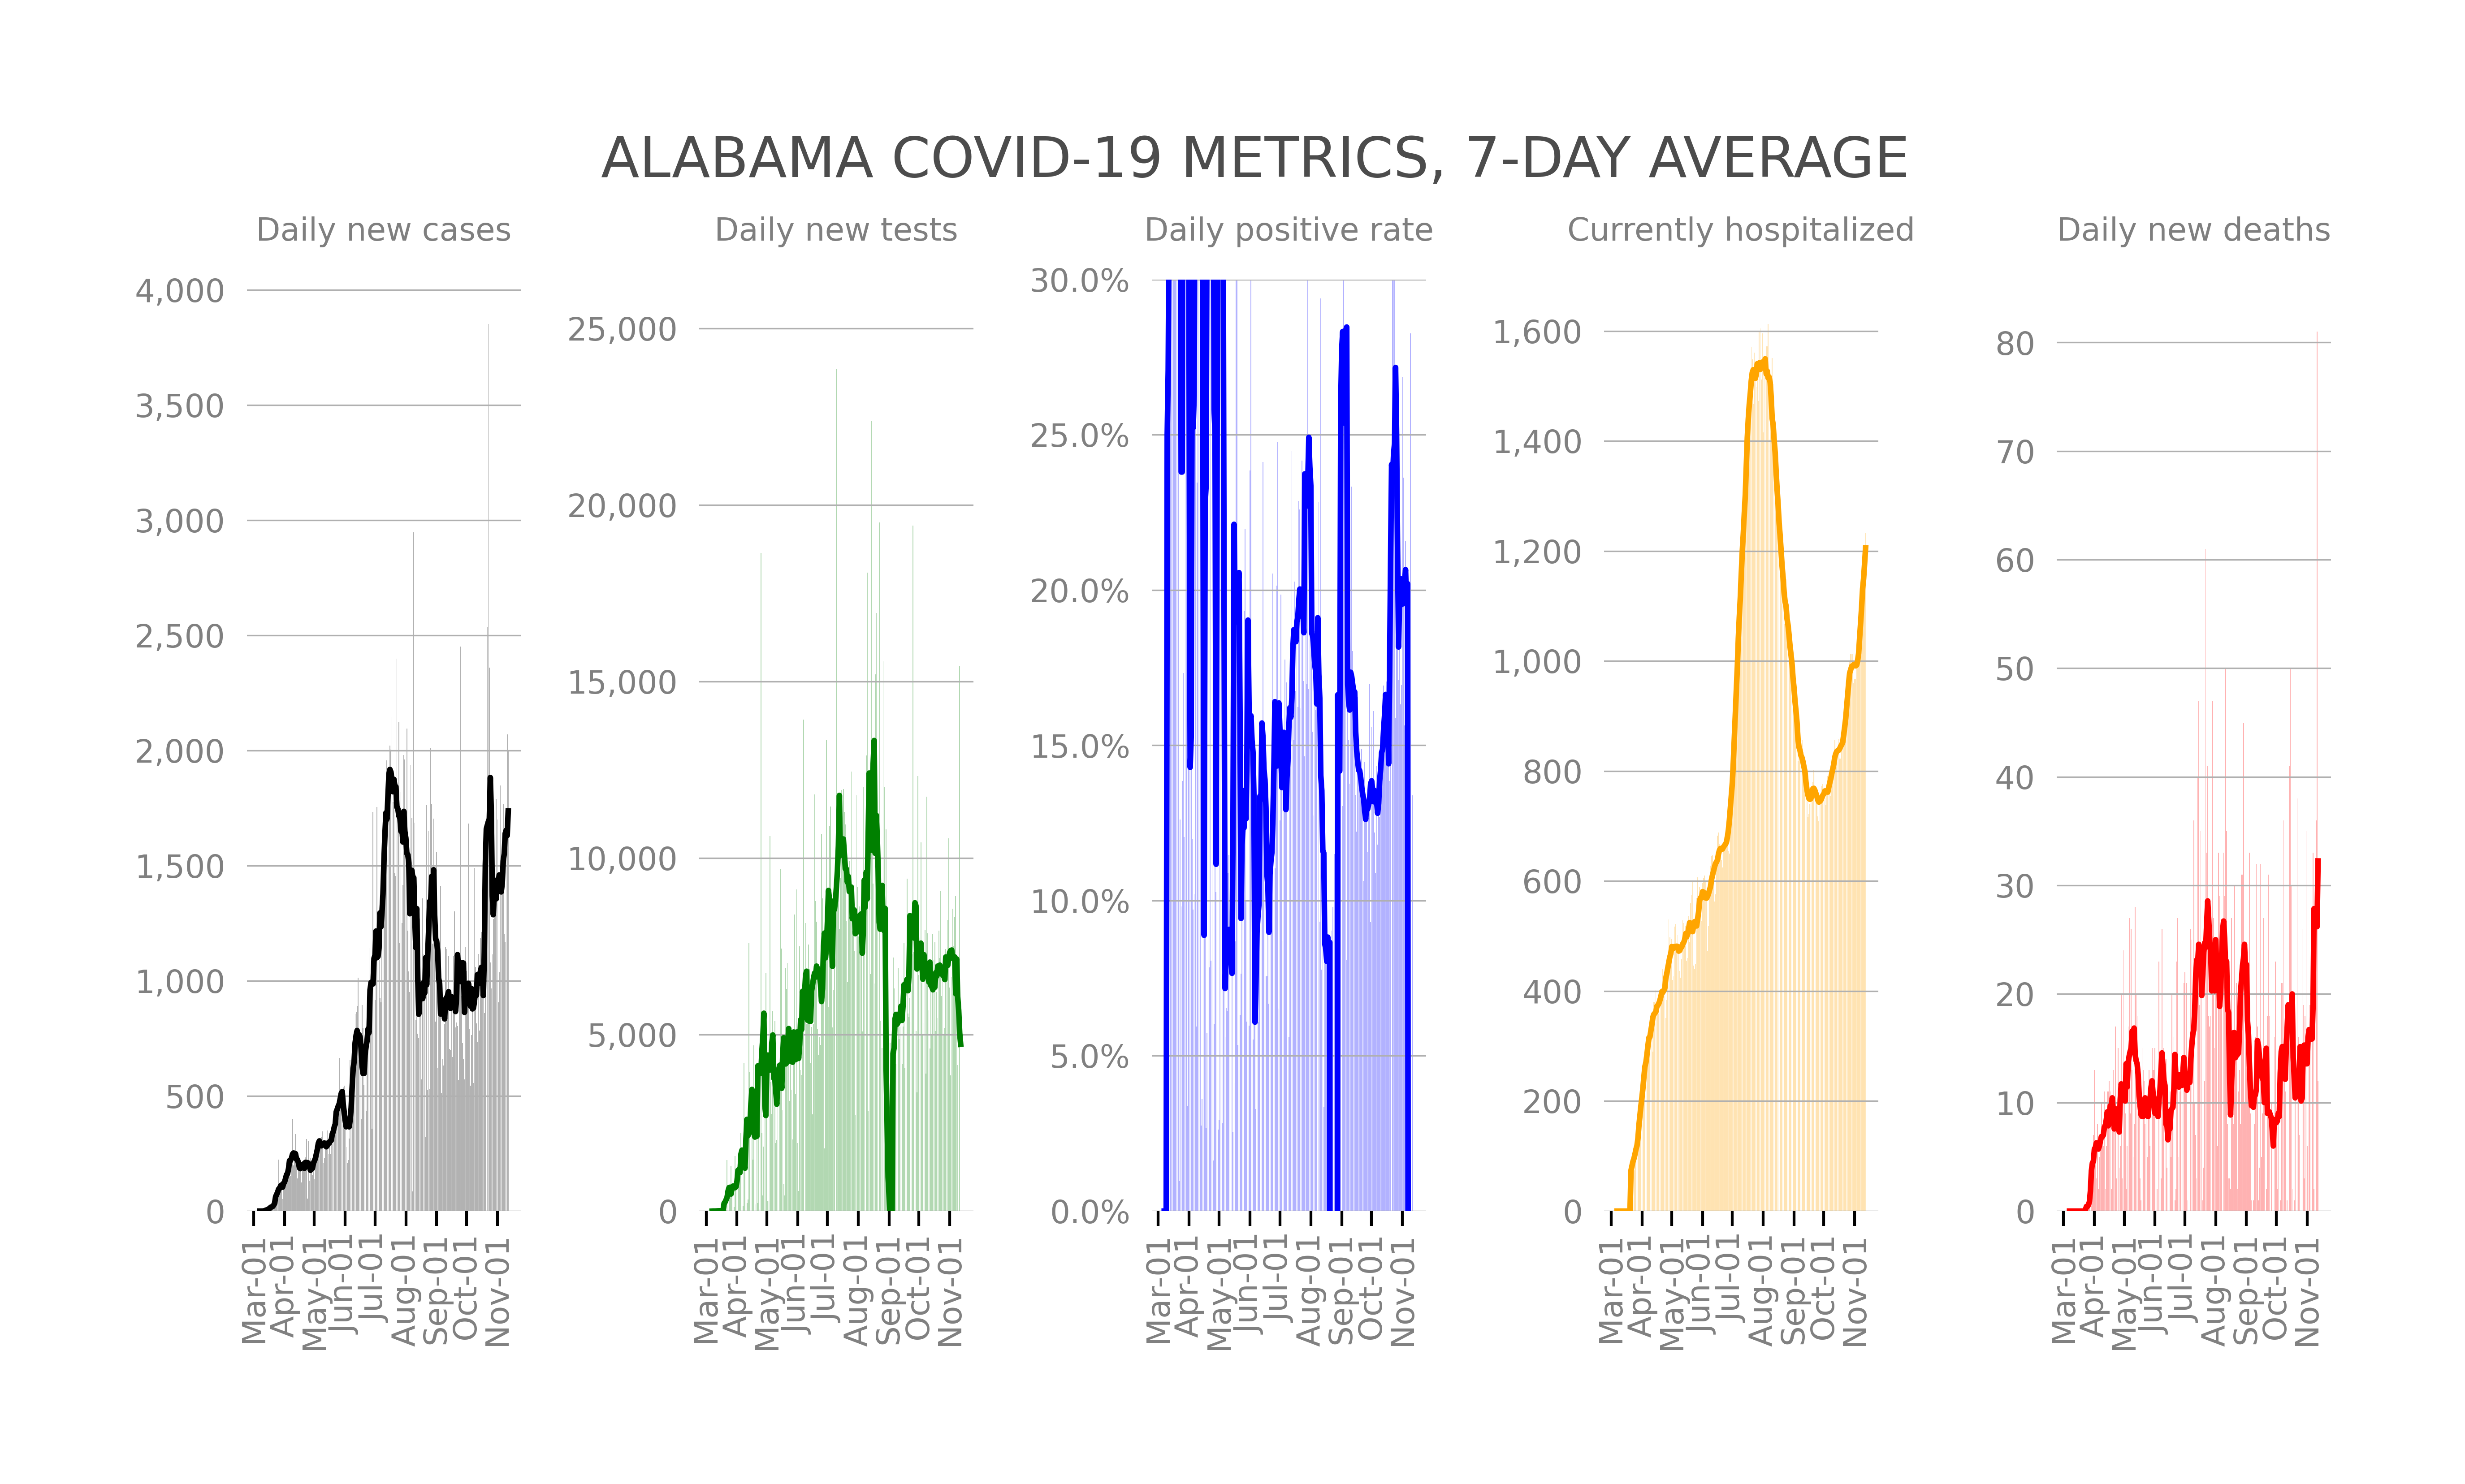 ALABAMA COVID-19 METRICS, 7-DAY AVERAGE
Daily new cases
4,000
3,500
3,000
2,500
2,000
1,500
1,000
500
0
Mar-01
Apr-01
May-01
Jun-01
Jul-01
Aug-01
Sep-01
Oct-01
Nov-01
Daily new tests
25,000
20,000
15,000
10,000
5,000
0
Mar-01
Apr-01
May-01
Jun-01
Jul-01
Aug-01
Sep-01
Oct-01
Nov-01
Daily positive rate
30.0%
25.0%
20.0%
15.0%
10.0%
5.0%
0.0%
Mar-01
Apr-01
May-01
Jun-01
Jul-01
Aug-01
Sep-01
Oct-01
Nov-01
Currently hospitalized
1,600
1,400
1,200
1,000
800
600
400
200
0
Mar-01
Apr-01
May-01
Jun-01
Jul-01
Aug-01
Sep-01
Oct-01
Nov-01
Daily new deaths
80
70
60
50
40
30
20
10
0
Mar-01
Apr-01
May-01
Jun-01
Jul-01
Aug-01
Sep-01
Oct-01
Nov-01